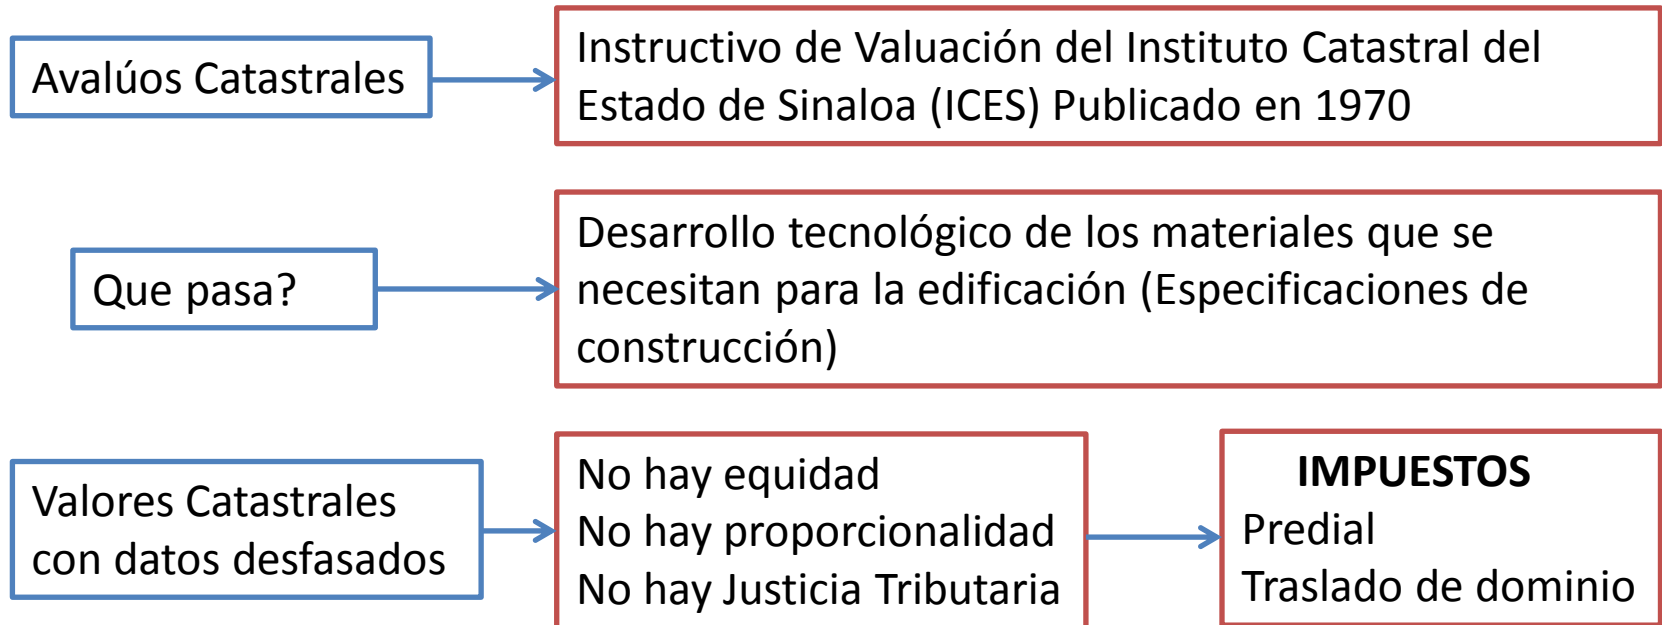 Avalúos Catastrales
Instructivo de Valuación del Instituto Catastral del
Estado de Sinaloa (ICES) Publicado en 1970
Que pasa?
Desarrollo tecnológico de los materiales que se
necesitan para la edificación (Especificaciones de
construcción)
Valores Catastrales
con datos desfasados
No hay equidad
No hay proporcionalidad
No hay Justicia Tributaria
IMPUESTOS
Predial
Traslado de dominio